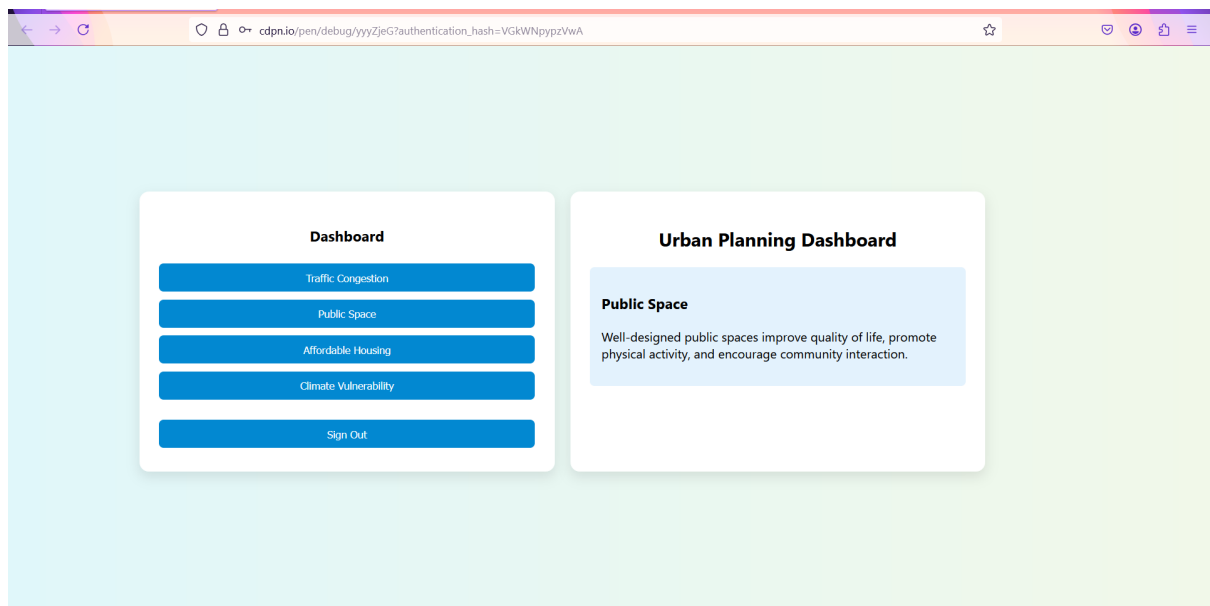 cdpn.io/pen/debug/yyyZjeG?authentication_hash=VGkWNpypzVwA
Dashboard
Traffic Congestion
Public Space
Affordable Housing
Climate Vulnerability
Sign Out
Urban Planning Dashboard
Public Space
Well-designed public spaces improve quality of life, promote
physical activity, and encourage community interaction.